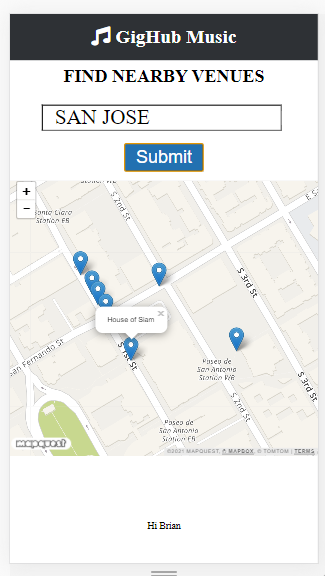 GigHub Music
FIND NEARBY VENUES
SAN JOSE
Submit
+
-
Santa Clara
Station EB
S 2nd St
S 3rd St
House of Siam
×
San Fernando St
S 1st St
Paseo de
San Antonio
Station WB
S 3rd St
S 2nd St
Paseo de
San Antonio
Station EB
mapquest
©2021 MAPQUEST, © MAPBOX, © TOMTOM | TERMS
Hi Brian